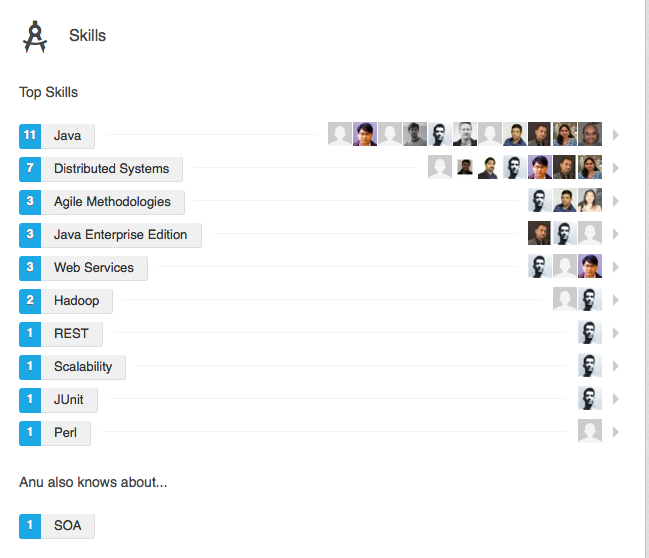 Skills
Top Skills
11 Java
7 Distributed Systems
3 Agile Methodologies
3 Java Enterprise Edition
3 Web Services
2 Hadoop
1 REST
1 Scalability
1 JUnit
1 Perl
Anu also knows about...
1 SOA